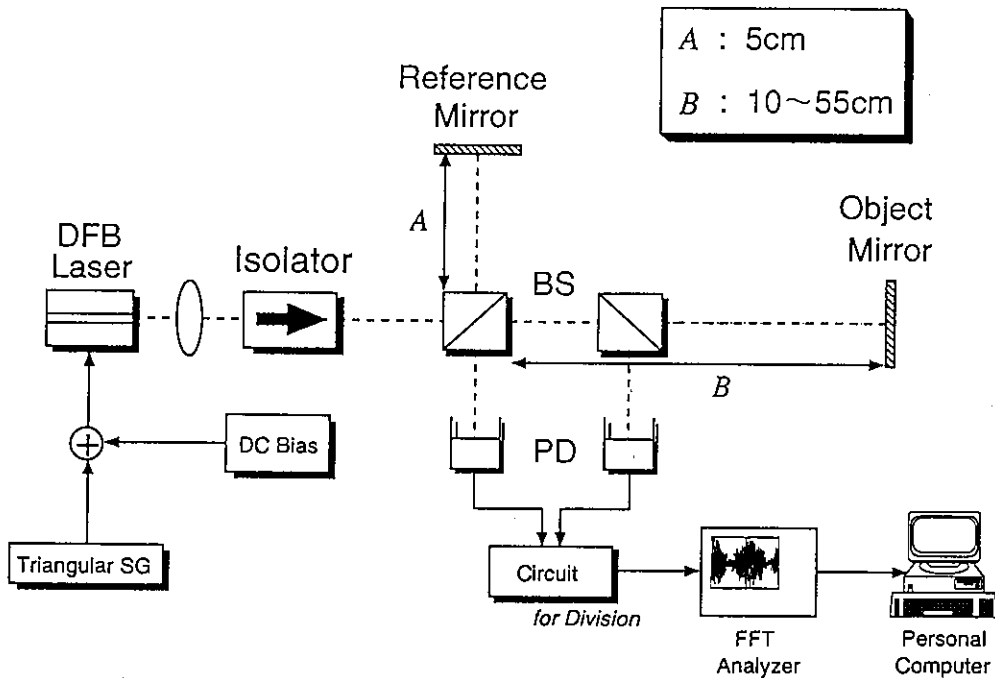 A : 5cm
B : 10~55cm
Reference
Mirror
A
Object
Mirror
DFB
Laser
Isolator
BS
B
PD
DC Bias
Triangular SG
Circuit
for Division
FFT
Analyzer
Personal
Computer